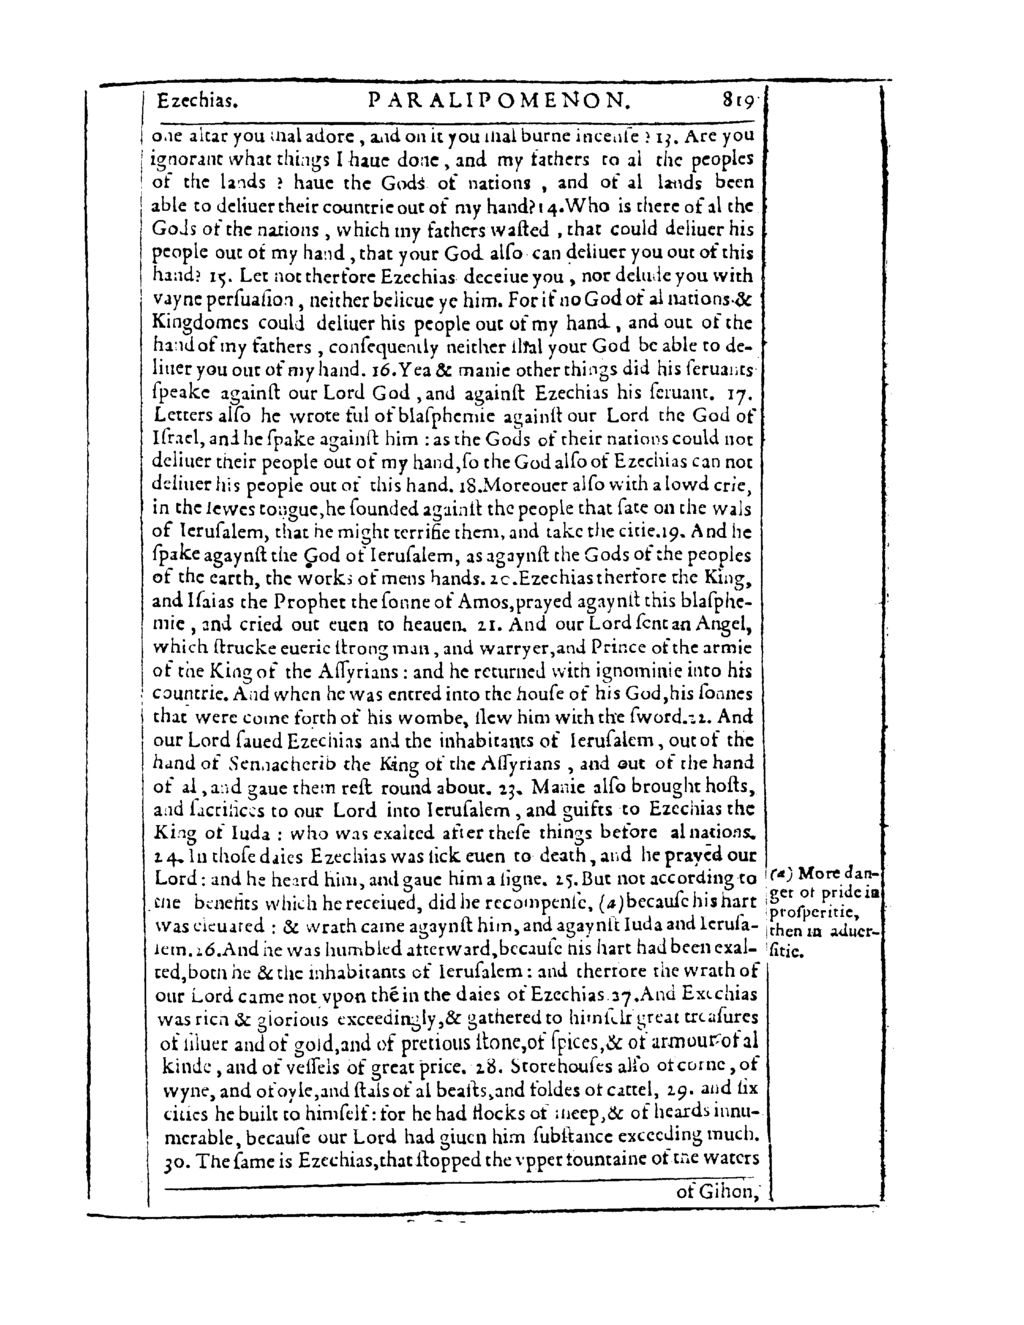 Ezechias. PARALIPOMENON. 819
one altar you ſhal adore, and on it you ſhal burne incenſe? 13. Are you
ignorant what things I haue done, and my fathers to al the peoples
of the lands? haue the Gods of nations, and of al lands been
able to deliuer their countrie out of my hand? 14. Who is there of al the
Gods of the nations, which my fathers waſted, that could deliuer his
people out of my hand, that your God alſo can deliuer you out of this
hand? 15. Let not therfore Ezechias deceiue you, nor delude you with
vayne perſuaſion, neither belieue ye him. For if no God of al nations &
Kingdomes could deliuer his people out of my hand, and out of the
hand of my fathers, conſequently neither ſhal your God be able to de-
liuer you out of my hand. 16. Yea & manie other things did his ſeruants
ſpeake againſt our Lord God, and againſt Ezechias his ſeruant. 17.
Letters alſo he wrote ful of blaſphemie againſt our Lord the God of
Iſrael, and he ſpake againſt him: as the Gods of their nations could not
deliuer their people out of my hand, ſo the God alſo of Ezechias can not
deliuer his people out of this hand. 18. Moreouer alſo with a lowd crie,
in the Iewes tongue, he ſounded againſt the people that ſate on the wals
of Ieruſalem, that he might terrifie them, and take the citie. 19. And he
ſpake agaynſt the God of Ieruſalem, as agaynſt the Gods of the peoples
of the earth, the works of mens hands. 20. Ezechias therfore the King,
and Iſaias the Prophet the ſonne of Amos, prayed agaynſt this blaſphe-
mie, and cried out euen to heauen. 21. And our Lord ſent an Angel,
which ſtrucke euerie ſtrong man, and warryer, and Prince of the armie
of the King of the Aſſyrians: and he returned with ignominie into his
countrie. And when he was entred into the houſe of his God, his ſonnes
that were come forth of his wombe, ſlew him with the ſword. 22. And
our Lord ſaued Ezechias and the inhabitants of Ieruſalem, out of the
hand of Sennacherib the King of the Aſſyrians, and out of the hand
of al, and gaue them reſt round about. 23. Manie alſo brought hoſts,
and ſacrifices to our Lord into Ieruſalem, and guifts to Ezechias the
King of Iuda: who was exalted after theſe things before al nations.
24. In thoſe daies Ezechias was ſick euen to death, and he prayed our
Lord: and he heard him, and gaue him a ſigne. 25. But not according to
the benefits which he receiued, did he recompenſe, (a) becauſe his hart
was eleuated: & wrath came agaynſt him, and agaynſt Iuda and Ieruſa-
lem. 26. And he was humbled afterward, becauſe his hart had been exal-
ted, both he & the inhabitants of Ieruſalem: and therfore the wrath of
our Lord came not vpon thē in the daies of Ezechias. 27. And Ezechias
was rich & glorious exceedingly, & gathered to himſelf great treaſures
of ſiluer and of gold, and of pretious ſtone, of ſpices, & of armour of al
kinde, and of veſſels of great price. 28. Storehouſes alſo of corne, of
wyne, and of oyle, and ſtals of al beaſts, and foldes of cattel, 29. and ſix
cities he built to himſelf: for he had flocks of ſheep, & of heards innu-
merable, becauſe our Lord had giuen him ſubſtance exceeding much.
30. The ſame is Ezechias, that ſtopped the vpper fountaine of the waters
of Gihon,
(a) More dan-
ger of pride in
proſperitie,
then in aduer-
ſitie.